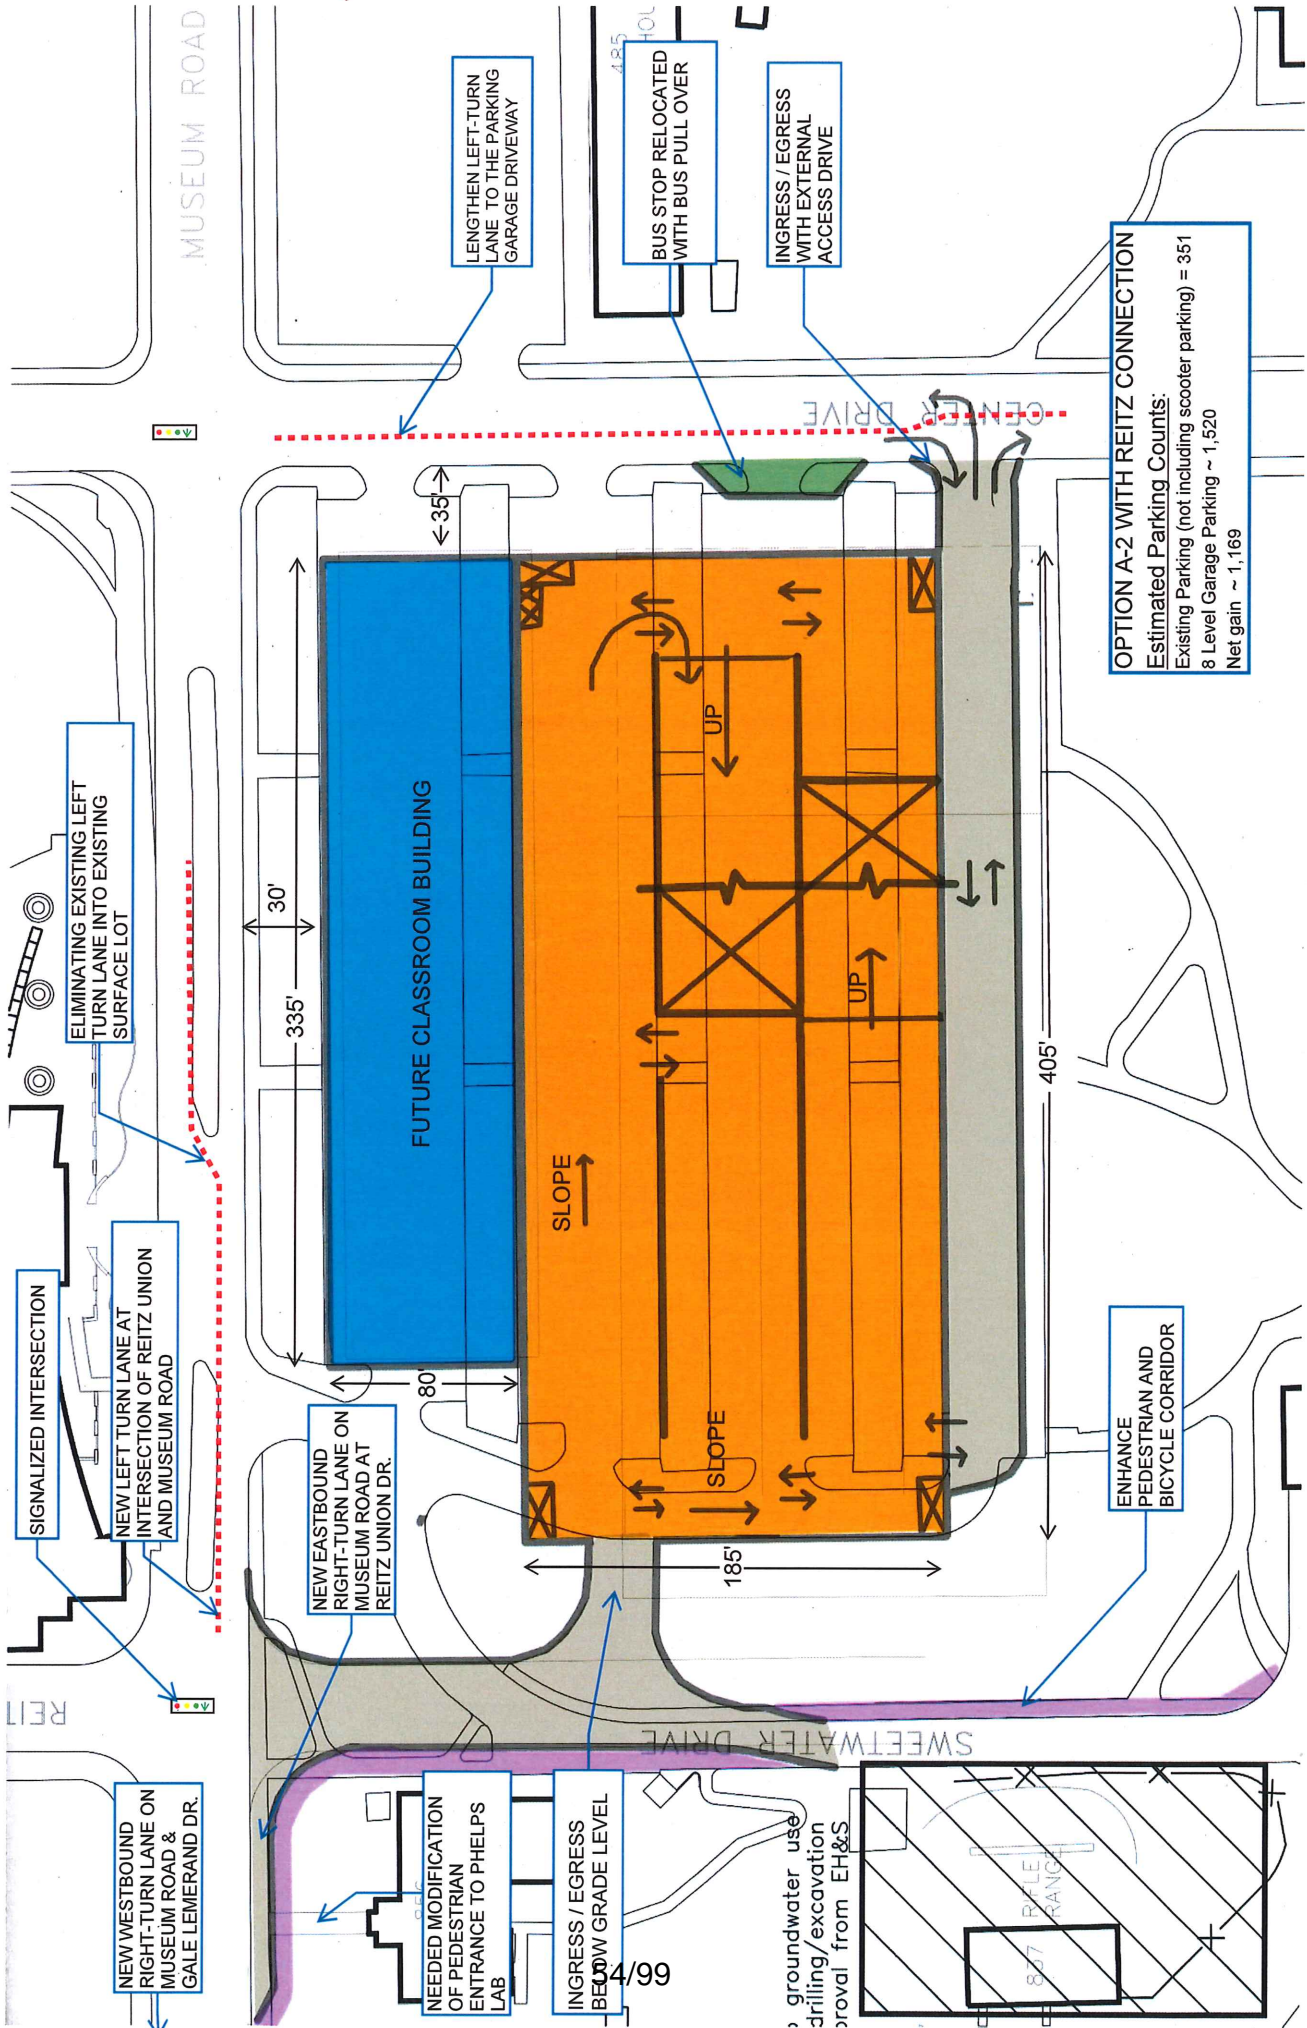 NEW WESTBOUND
RIGHT-TURN LANE ON
MUSEUM ROAD &
GALE LEMERAND DR.
REIT
SIGNALIZED INTERSECTION
NEW LEFT TURN LANE AT
INTERSECTION OF REITZ UNION
AND MUSEUM ROAD
ELIMINATING EXISTING LEFT
TURN LANE INTO EXISTING
SURFACE LOT
MUSEUM ROAD
30'
335'
35'
80'
FUTURE CLASSROOM BUILDING
LENGTHEN LEFT-TURN
LANE TO THE PARKING
GARAGE DRIVEWAY
NEW EASTBOUND
RIGHT-TURN LANE ON
MUSEUM ROAD AT
REITZ UNION DR.
NEEDED MODIFICATION
OF PEDESTRIAN
ENTRANCE TO PHELPS
LAB
INGRESS / EGRESS
BELOW GRADE LEVEL
SLOPE
SLOPE
UP
UP
185'
405'
485
BUS STOP RELOCATED
WITH BUS PULL OVER
INGRESS / EGRESS
WITH EXTERNAL
ACCESS DRIVE
CENTER DRIVE
SWEETWATER DRIVE
groundwater use
drilling/excavation
proval from EH&S
RIFLE
RANGE
ENHANCE
PEDESTRIAN AND
BICYCLE CORRIDOR
OPTION A-2 WITH REITZ CONNECTION
Estimated Parking Counts:
Existing Parking (not including scooter parking) = 351
8 Level Garage Parking ~ 1,520
Net gain ~ 1,169
54/99